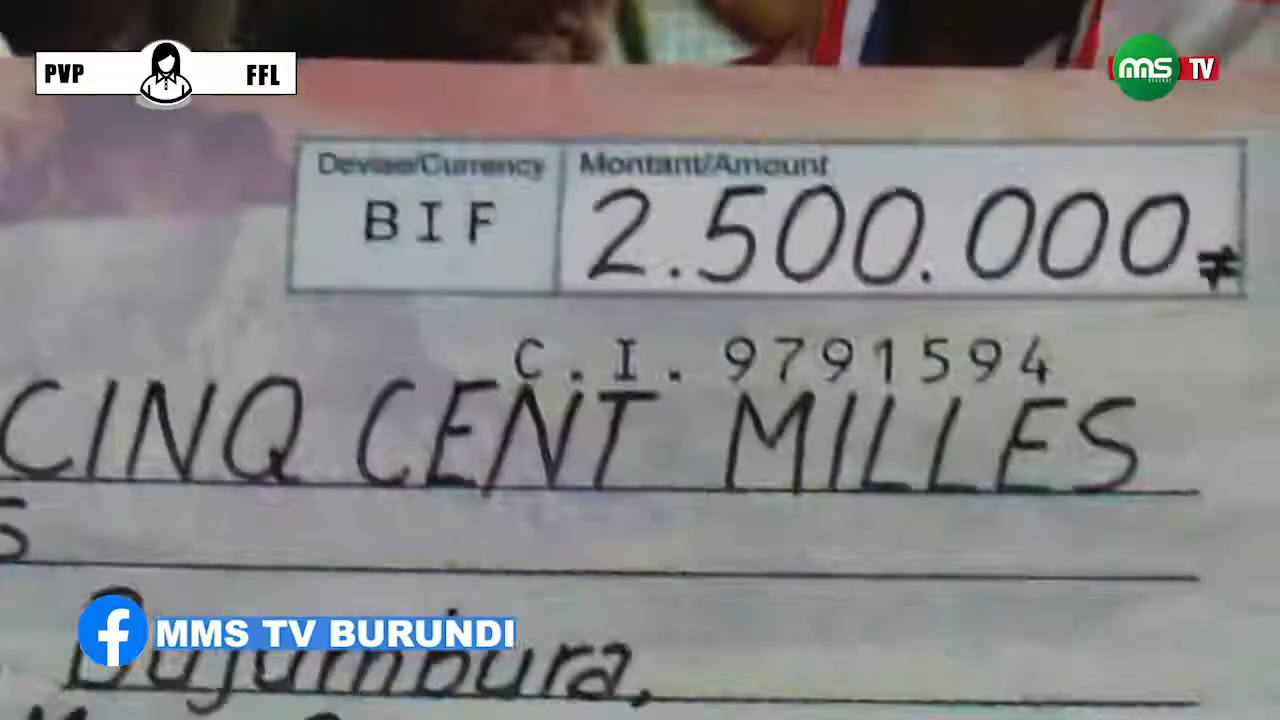 PVP FFL
mms TV
Devise/Currency Montant/Amount
BIF 2.500.000
C.I. 9791594
CINQ CENT MILLES
MMS TV BURUNDI
Bujumbura,